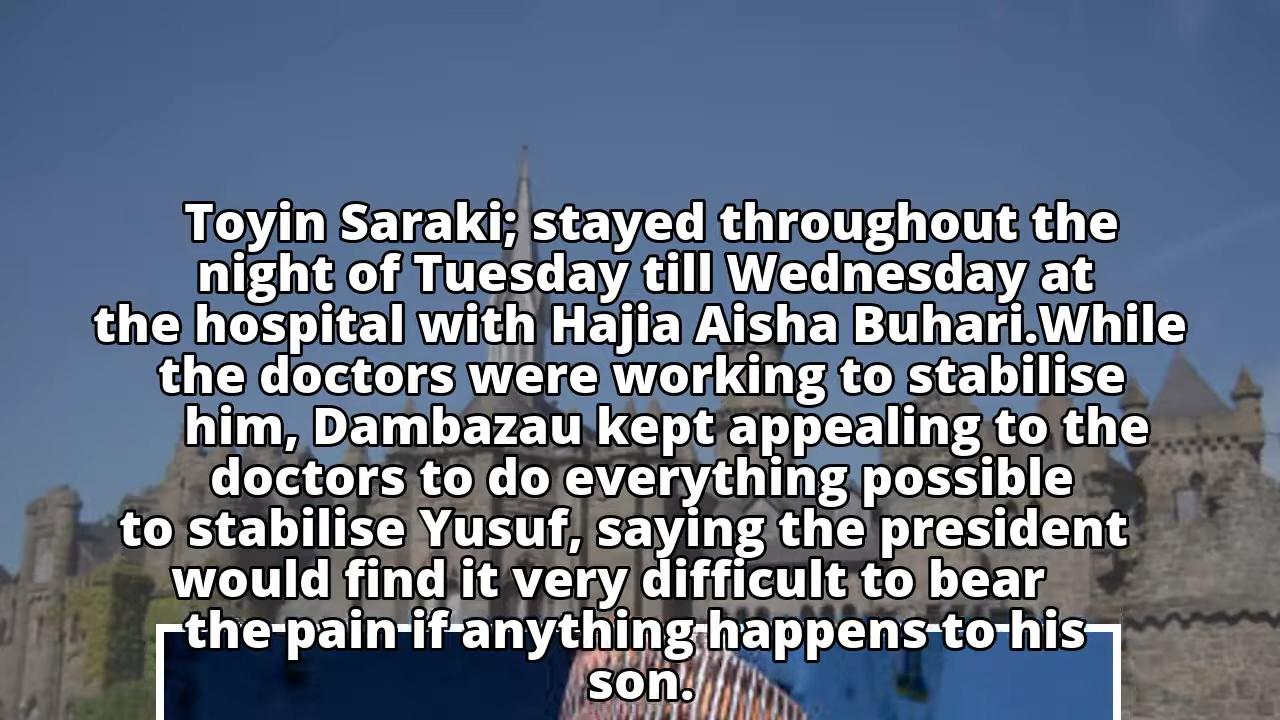 Toyin Saraki; stayed throughout the
night of Tuesday till Wednesday at
the hospital with Hajia Aisha Buhari.While
the doctors were working to stabilise
him, Dambazau kept appealing to the
doctors to do everything possible
to stabilise Yusuf, saying the president
would find it very difficult to bear
the pain if anything happens to his
son.